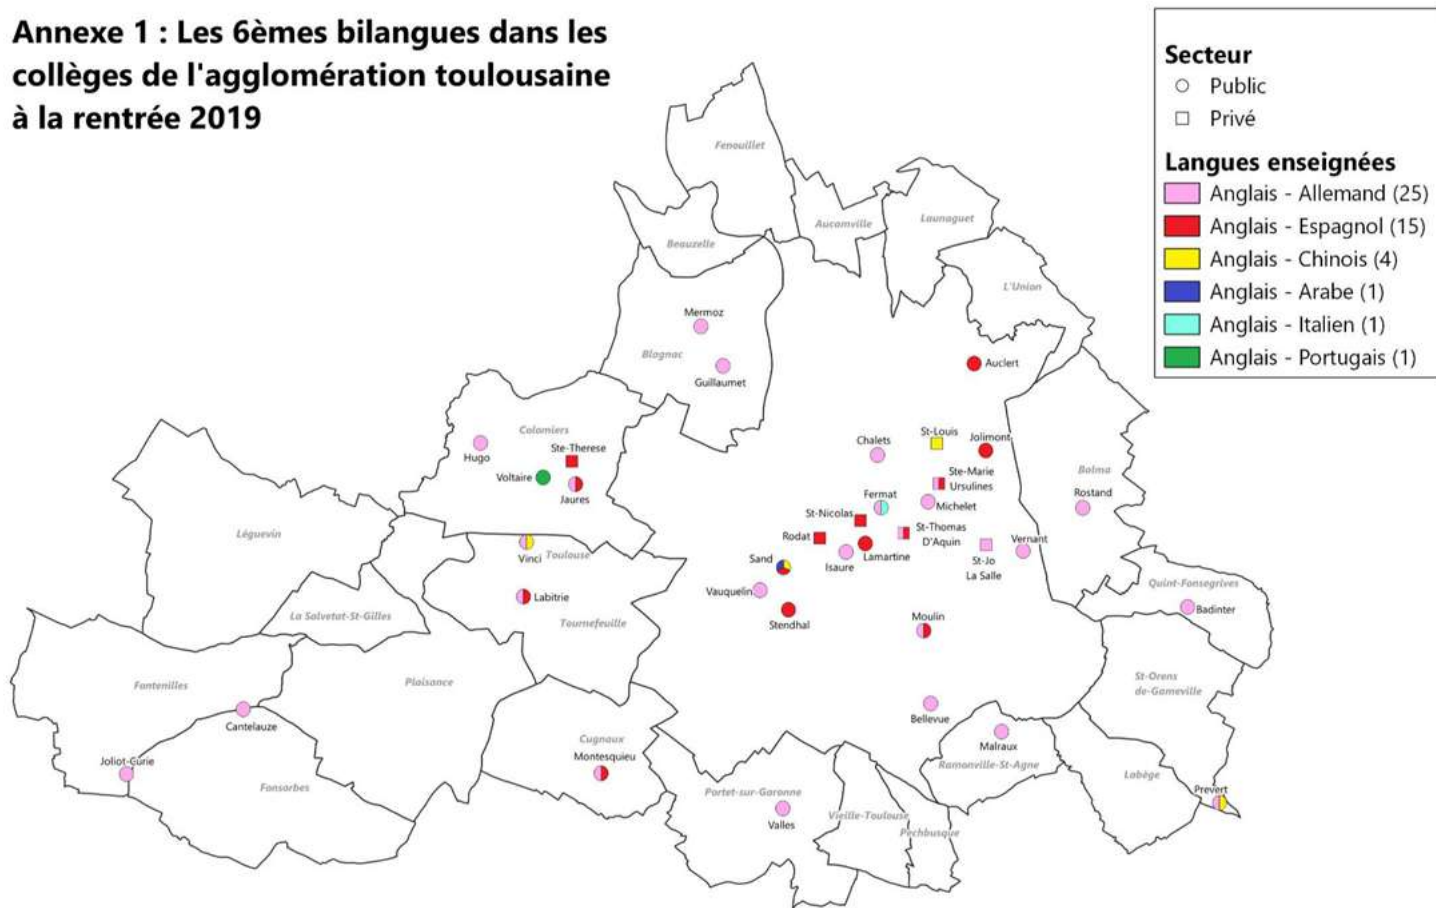 Annexe 1 : Les 6èmes bilangues dans les
collèges de l'agglomération toulousaine
à la rentrée 2019
Secteur
Public
Privé
Langues enseignées
Anglais - Allemand (25)
Anglais - Espagnol (15)
Anglais - Chinois (4)
Anglais - Arabe (1)
Anglais - Italien (1)
Anglais - Portugais (1)
Fenouillet
Aucamville
Launaguet
Beauzelle
L'Union
Mermoz
Blagnac
Guillaumet
Auclert
Colomiers
Hugo
Ste-Therese
Voltaire
Jaures
Chalets
St-Louis
Jolimont
Ste-Marie
Ursulines
Balma
Rostand
Fermat
Michelet
St-Nicolas
Rodat
Lamartine
St-Thomas
D'Aquin
Isaure
St-Jo
La Salle
Vernant
Léguevin
Vinci
Toulouse
Sand
Vauquelin
Stendhal
Labitrie
La Salvetat-St-Gilles
Tournefeuille
Quint-Fonsegrives
Badinter
Moulin
Fontenilles
Plaisance
St-Orens
de-Gameville
Cantelauze
Bellevue
Malraux
Ramonville-St-Agne
Cugnaux
Montesquieu
Joliot-Curie
Fonsorbes
Labège
Prevert
Portet-sur-Garonne
Valles
Vieille-Toulouse
Pechbusque